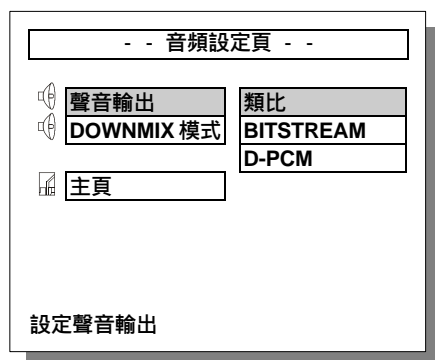 - - 音頻設定頁 - -
聲音輸出
類比
DOWNMIX 模式
BITSTREAM
D-PCM
主頁
設定聲音輸出